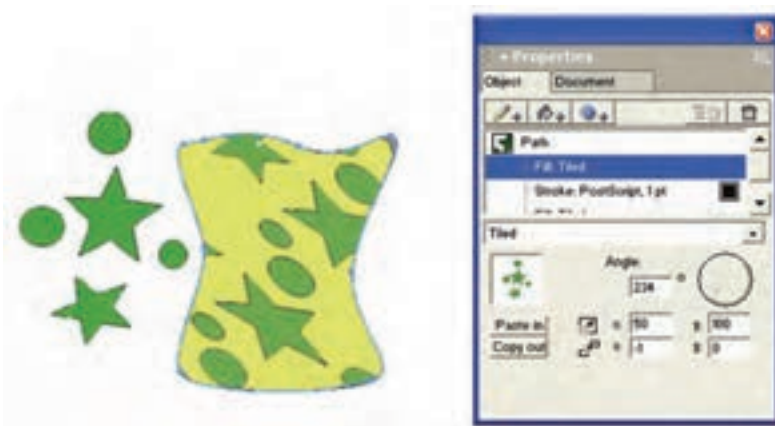 Properties
Object Document
Path
Fill: Tiled
Stroke: PostScript, 1 pt
Tiled
Angle:
234 °
Paste in
Copy out
50
100
-1
0